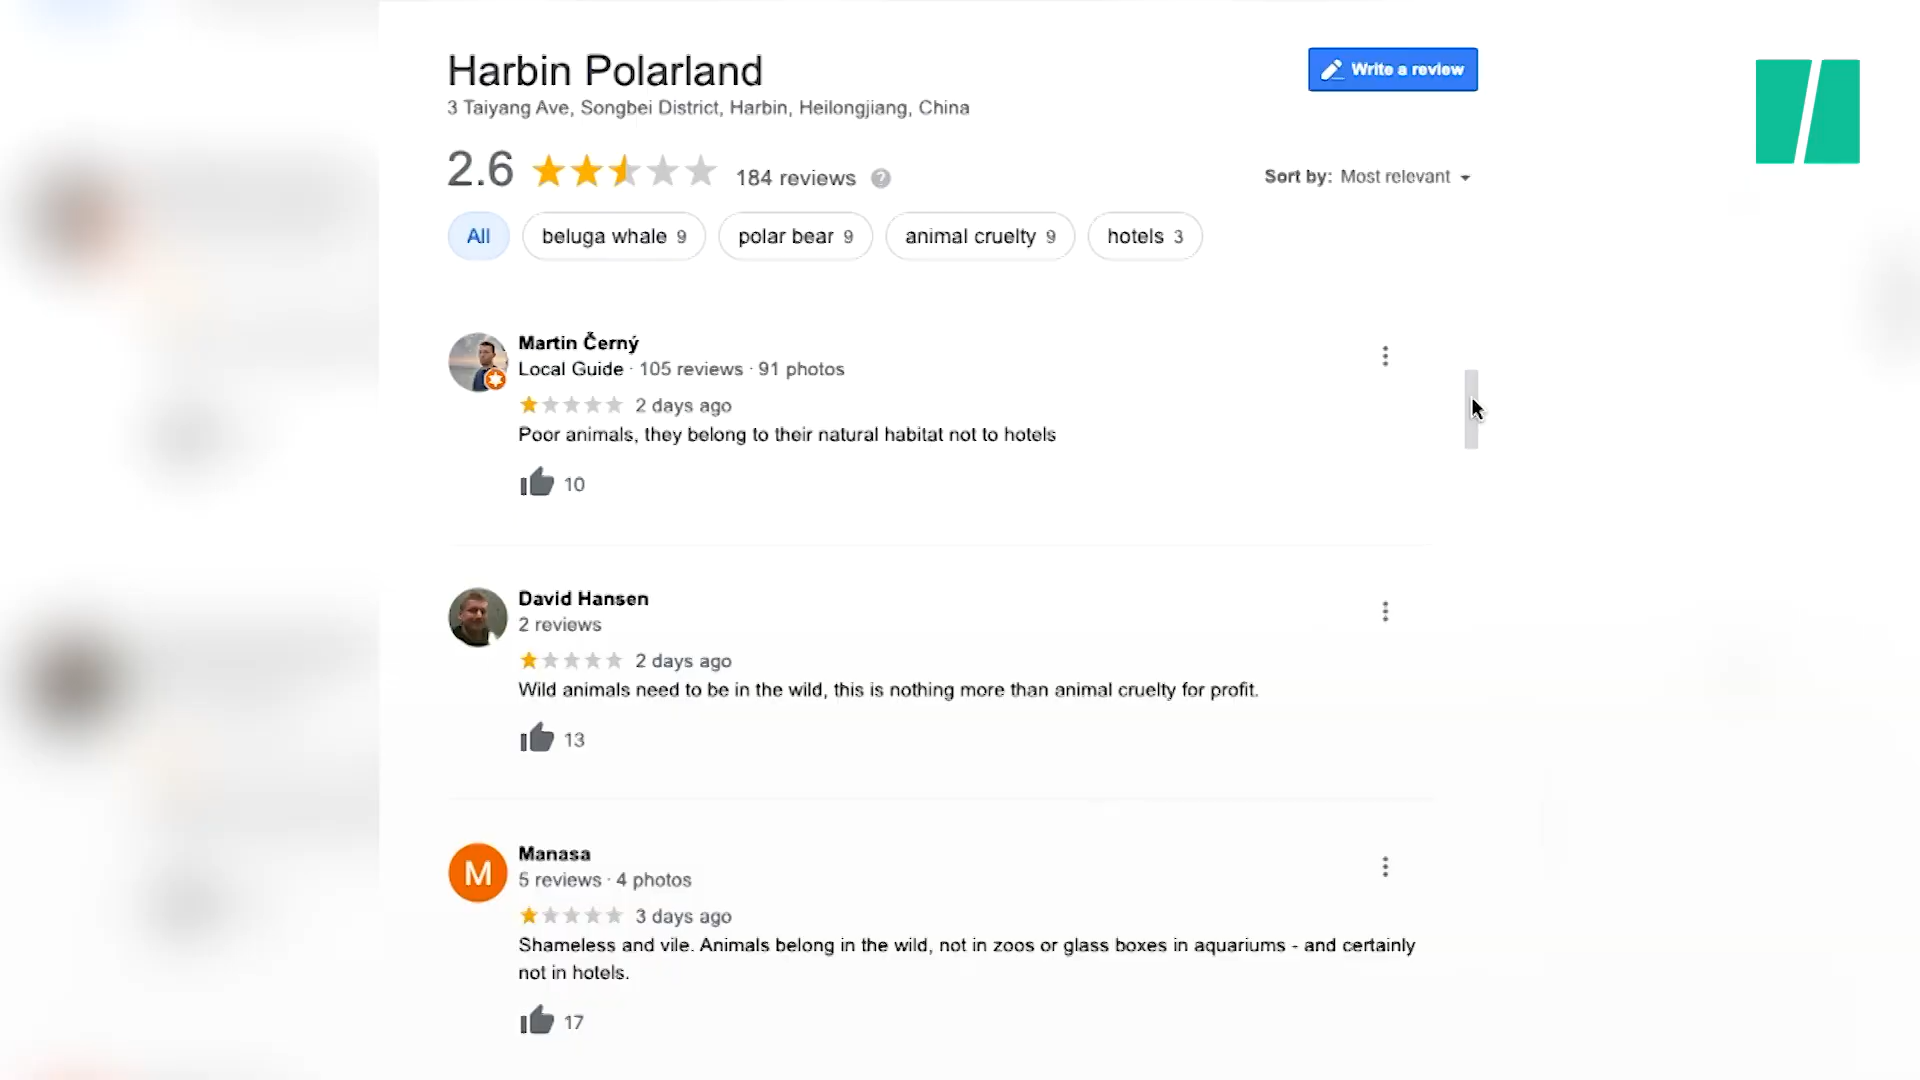 Harbin Polarland
Write a review
3 Taiyang Ave, Songbei District, Harbin, Heilongjiang, China
2.6 184 reviews ?
Sort by: Most relevant
All beluga whale 9 polar bear 9 animal cruelty 9 hotels 3
Martin Černý
Local Guide · 105 reviews · 91 photos
2 days ago
Poor animals, they belong to their natural habitat not to hotels
10
David Hansen
2 reviews
2 days ago
Wild animals need to be in the wild, this is nothing more than animal cruelty for profit.
13
M
Manasa
5 reviews · 4 photos
3 days ago
Shameless and vile. Animals belong in the wild, not in zoos or glass boxes in aquariums - and certainly
not in hotels.
17